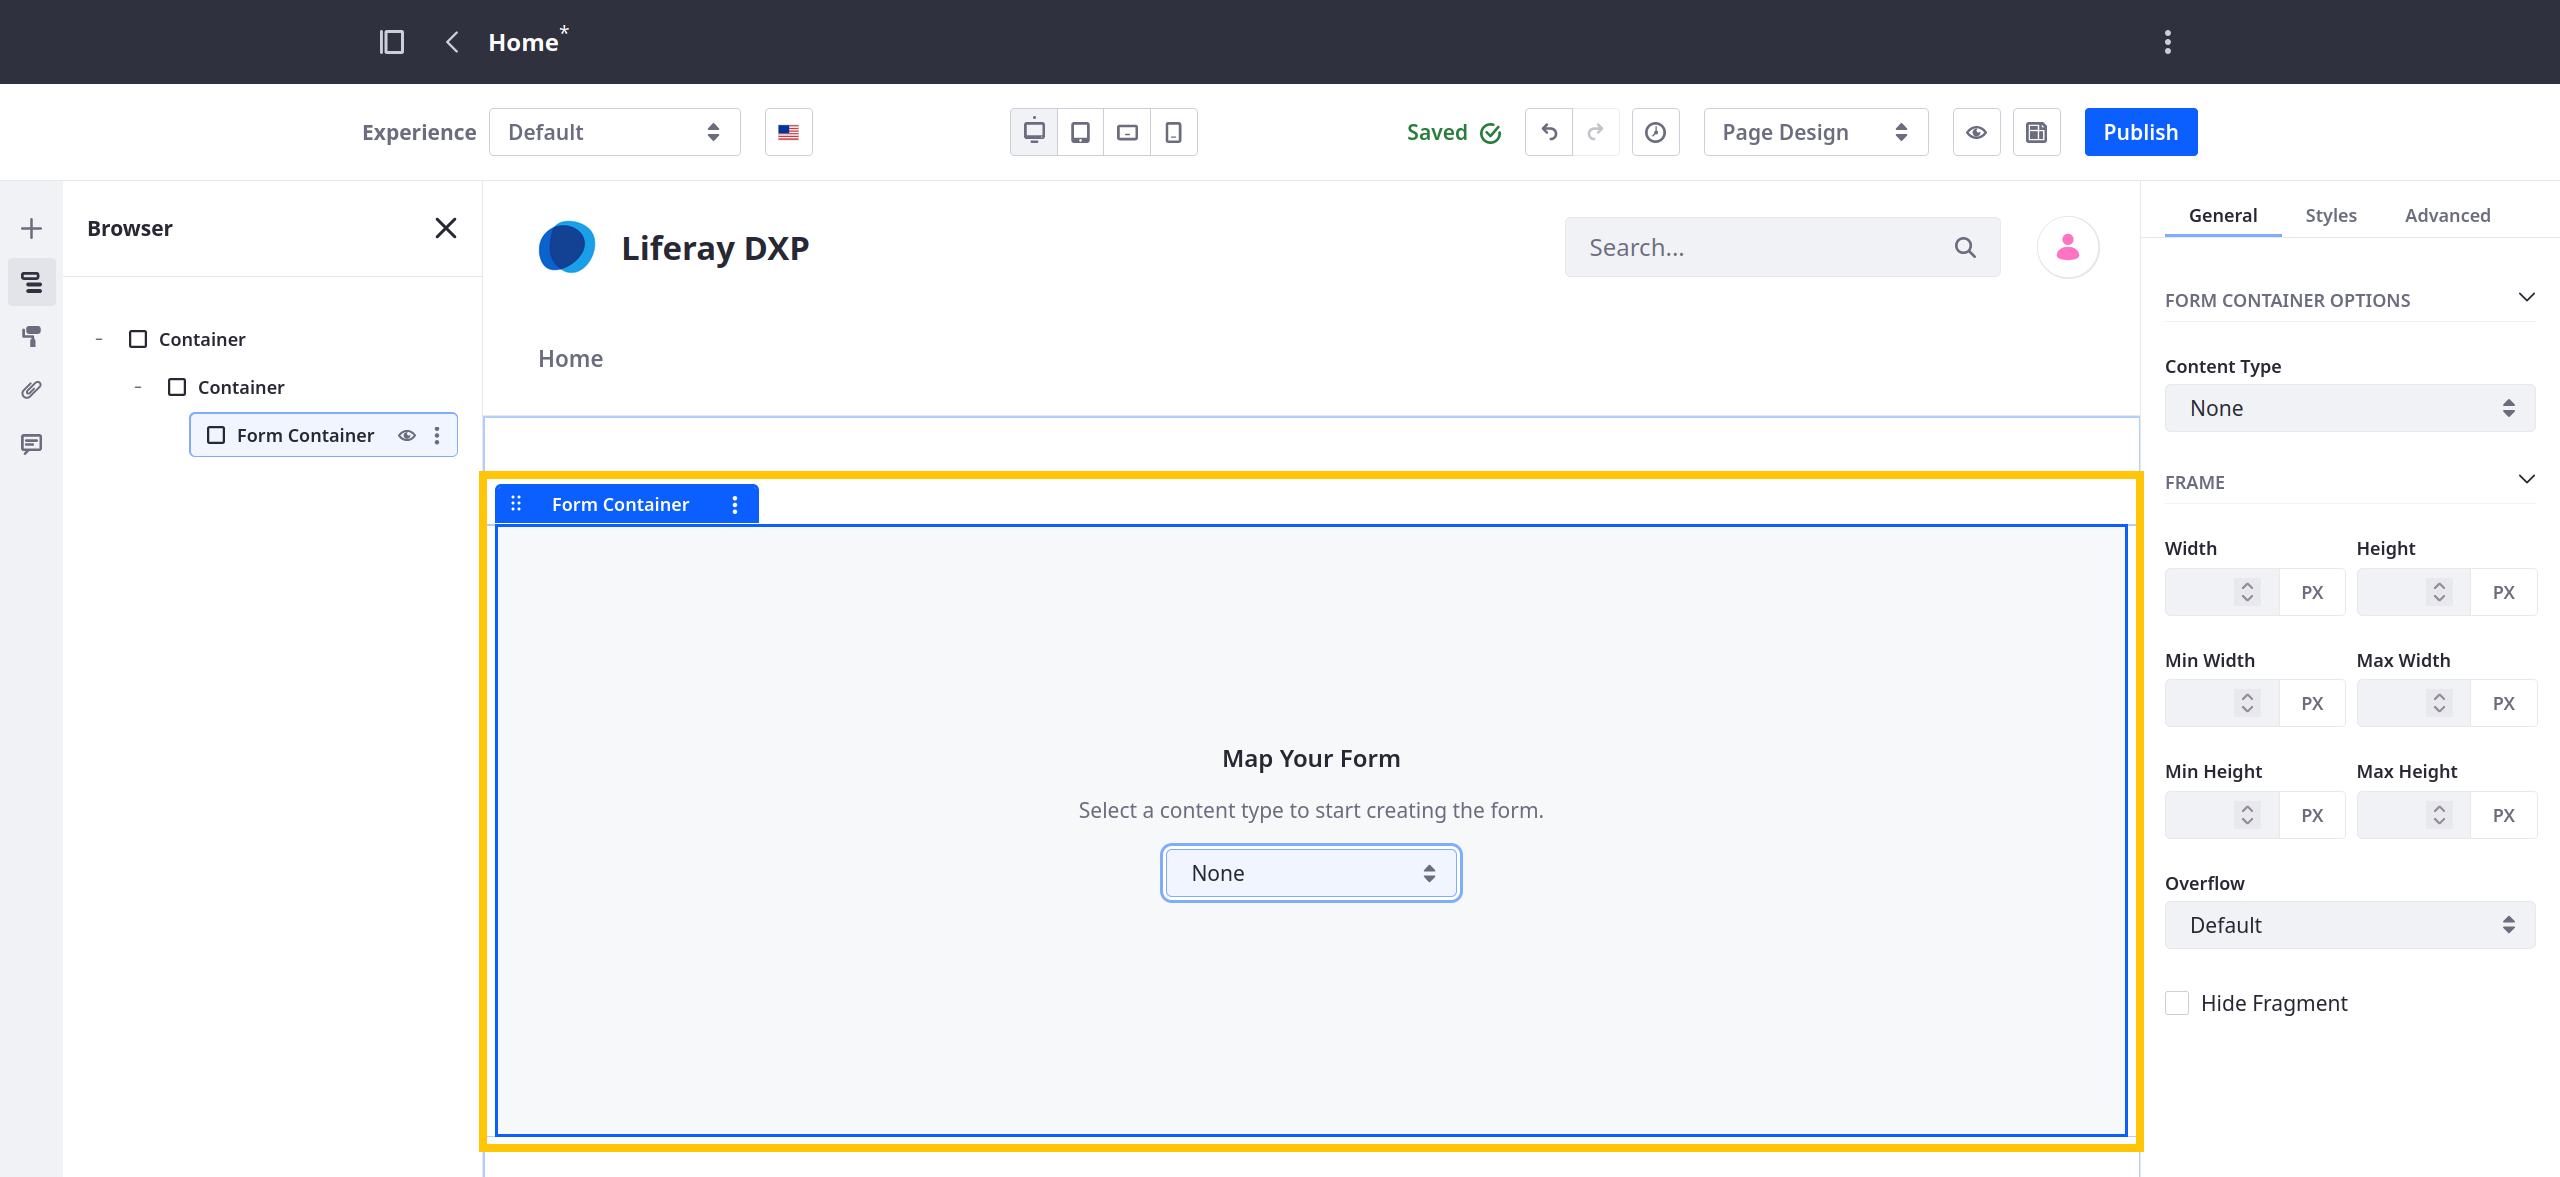 Home*
Experience Default Saved Page Design Publish
Browser
Container
Container
Form Container
Liferay DXP
Search...
Home
Form Container
Map Your Form
Select a content type to start creating the form.
None
General Styles Advanced
FORM CONTAINER OPTIONS
Content Type
None
FRAME
Width Height
PX PX
Min Width Max Width
PX PX
Min Height Max Height
PX PX
Overflow
Default
Hide Fragment